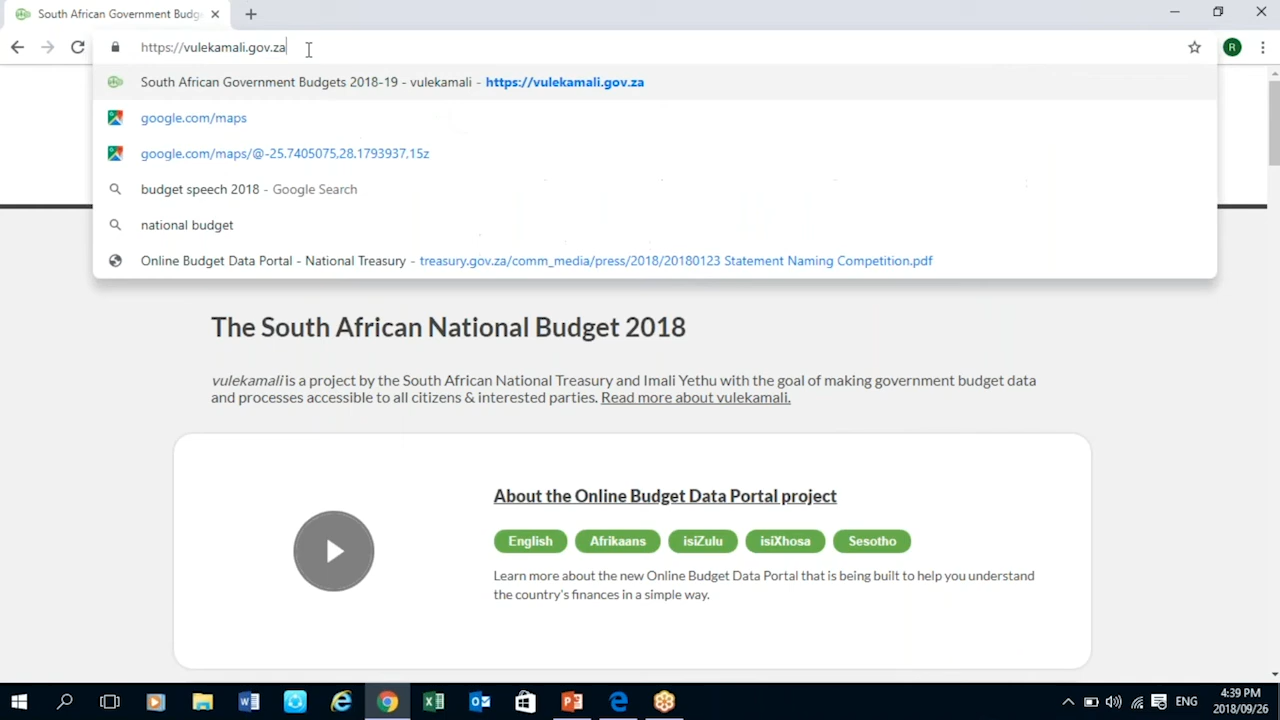 South African Government Budg
https://vulekamali.gov.za
R
South African Government Budgets 2018-19 - vulekamali - https://vulekamali.gov.za
google.com/maps
google.com/maps/@-25.7405075,28.1793937,15z
budget speech 2018 - Google Search
national budget
Online Budget Data Portal - National Treasury - treasury.gov.za/comm_media/press/2018/20180123 Statement Naming Competition.pdf
The South African National Budget 2018
vulekamali is a project by the South African National Treasury and Imali Yethu with the goal of making government budget data
and processes accessible to all citizens & interested parties. Read more about vulekamali.
About the Online Budget Data Portal project
English Afrikaans isiZulu isiXhosa Sesotho
Learn more about the new Online Budget Data Portal that is being built to help you understand
the country's finances in a simple way.
ENG
4:39 PM
2018/09/26